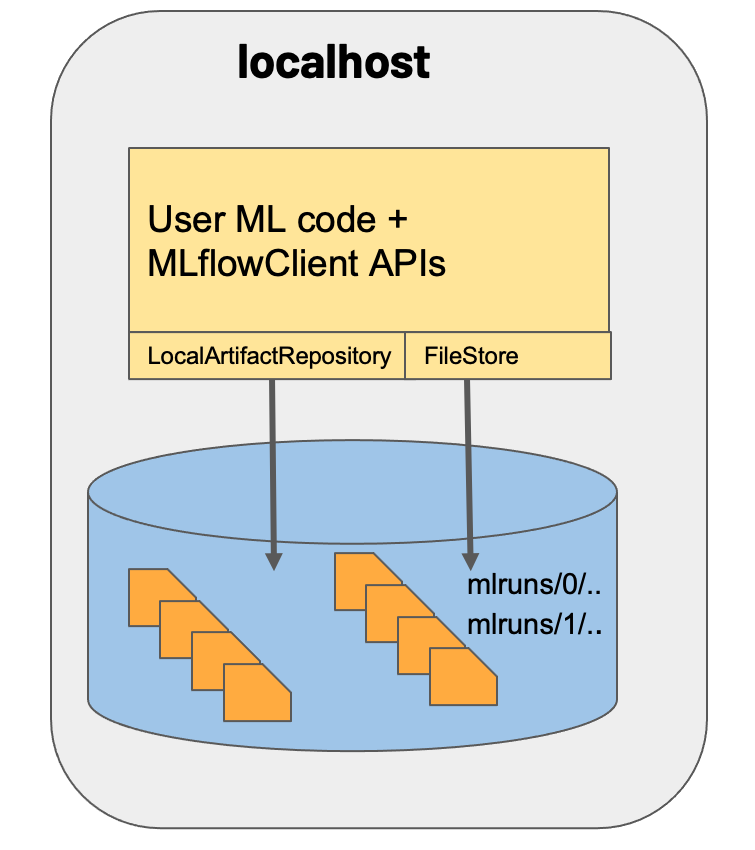 localhost
User ML code +
MLflowClient APIs
LocalArtifactRepository
FileStore
mlruns/0/..
mlruns/1/..